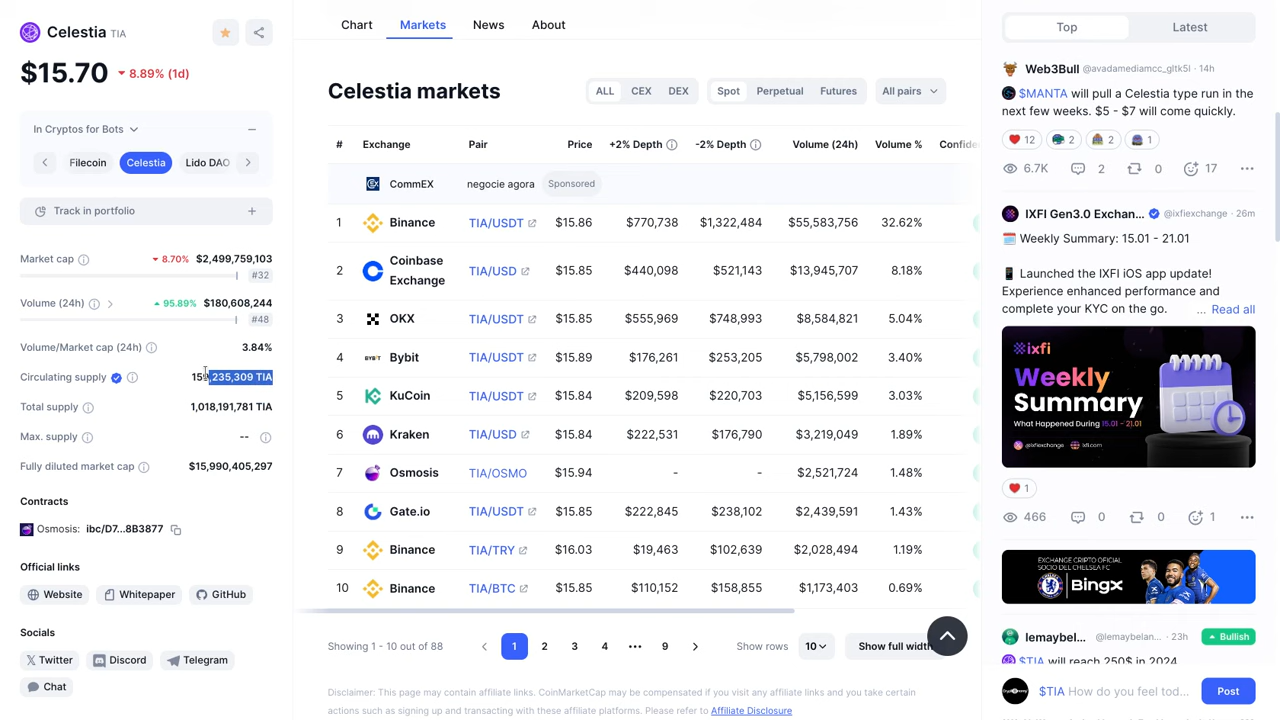 Celestia TIA
$15.70 8.89% (1d)
In Cryptos for Bots
Filecoin Celestia Lido DAO
Track in portfolio
Market cap 8.70% $2,499,759,103
#32
Volume (24h) 95.89% $180,608,244
#48
Volume/Market cap (24h) 3.84%
Circulating supply ,235,309 TIA
Total supply 1,018,191,781 TIA
Max. supply --
Fully diluted market cap $15,990,405,297
Contracts
Osmosis: ibc/D7...8B3877
Official links
Website Whitepaper GitHub
Socials
Twitter Discord Telegram
Chat
Chart Markets News About
Celestia markets
ALL CEX DEX Spot Perpetual Futures All pairs
# Exchange Pair Price +2% Depth -2% Depth Volume (24h) Volume % Confide
CommEX negocie agora Sponsored
1 Binance TIA/USDT $15.86 $770,738 $1,322,484 $55,583,756 32.62%
2 Coinbase Exchange TIA/USD $15.85 $440,098 $521,143 $13,945,707 8.18%
3 OKX TIA/USDT $15.85 $555,969 $748,993 $8,584,821 5.04%
4 BYBIT Bybit TIA/USDT $15.89 $176,261 $253,205 $5,798,002 3.40%
5 KuCoin TIA/USDT $15.84 $209,598 $220,703 $5,156,599 3.03%
6 Kraken TIA/USD $15.84 $222,531 $176,790 $3,219,049 1.89%
7 Osmosis TIA/OSMO $15.94 - - $2,521,724 1.48%
8 Gate.io TIA/USDT $15.85 $222,845 $238,102 $2,439,591 1.43%
9 Binance TIA/TRY $16.03 $19,463 $102,639 $2,028,494 1.19%
10 Binance TIA/BTC $15.85 $110,152 $158,855 $1,173,403 0.69%
Showing 1 - 10 out of 88 1 2 3 4 ••• 9 Show rows 10 Show full width
Disclaimer: This page may contain affiliate links. CoinMarketCap may be compensated if you visit any affiliate links and you take certain
actions such as signing up and transacting with these affiliate platforms. Please refer to Affiliate Disclosure
Top Latest
Web3Bull @avadamediamcc_gltk5l · 14h
$MANTA will pull a Celestia type run in the
next few weeks. $5 - $7 will come quickly.
12 2 2 1
6.7K 2 0 17 •••
IXFI Gen3.0 Exchan... @ixfiexchange · 26m
Weekly Summary: 15.01 - 21.01
Launched the IXFI iOS app update!
Experience enhanced performance and
complete your KYC on the go. ... Read all
ixfi
Weekly
Summary
What Happened During 15.01 - 21.01
@ixfiexchange ixfi.com
1
466 0 0 1 •••
EXCHANGE CRIPTO OFICIAL
SOCIO DEL CHELSEA FC
BingX
lemaybel... @lemaybelan... · 23h Bullish
$TIA will reach 250$ in 2024
$TIA How do you feel tod... Post